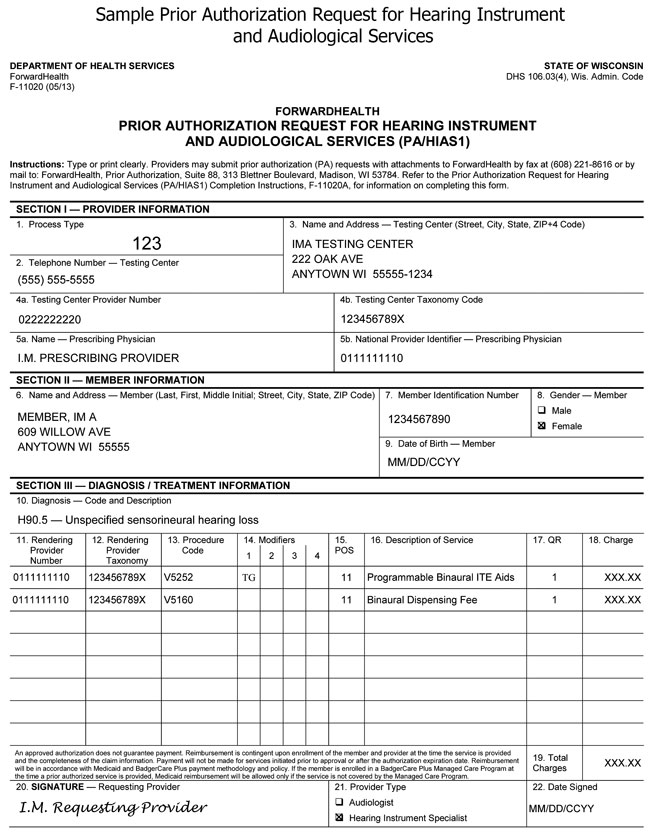 Sample Prior Authorization Request for Hearing Instrument
and Audiological Services
DEPARTMENT OF HEALTH SERVICES
STATE OF WISCONSIN
ForwardHealth
DHS 106.03(4), Wis. Admin. Code
F-11020 (05/13)
FORWARDHEALTH
PRIOR AUTHORIZATION REQUEST FOR HEARING INSTRUMENT
AND AUDIOLOGICAL SERVICES (PA/HIAS1)
Instructions: Type or print clearly. Providers may submit prior authorization (PA) requests with attachments to ForwardHealth by fax at (608) 221-8616 or by
mail to: ForwardHealth, Prior Authorization, Suite 88, 313 Blettner Boulevard, Madison, WI 53784. Refer to the Prior Authorization Request for Hearing
Instrument and Audiological Services (PA/HIAS1) Completion Instructions, F-11020A, for information on completing this form.
SECTION I — PROVIDER INFORMATION
1. Process Type
123
2. Telephone Number — Testing Center
(555) 555-5555
3. Name and Address — Testing Center (Street, City, State, ZIP+4 Code)
IMA TESTING CENTER
222 OAK AVE
ANYTOWN WI 55555-1234
4a. Testing Center Provider Number
0222222220
4b. Testing Center Taxonomy Code
123456789X
5a. Name — Prescribing Physician
I.M. PRESCRIBING PROVIDER
5b. National Provider Identifier — Prescribing Physician
0111111110
SECTION II — MEMBER INFORMATION
6. Name and Address — Member (Last, First, Middle Initial; Street, City, State, ZIP Code)
MEMBER, IM A
609 WILLOW AVE
ANYTOWN WI 55555
7. Member Identification Number
1234567890
8. Gender — Member
Male
Female
9. Date of Birth — Member
MM/DD/CCYY
SECTION III — DIAGNOSIS / TREATMENT INFORMATION
10. Diagnosis — Code and Description
H90.5 — Unspecified sensorineural hearing loss
11. Rendering
Provider
Number
12. Rendering
Provider
Taxonomy
13. Procedure
Code
14. Modifiers
1 2 3 4
15.
POS
16. Description of Service
17. QR
18. Charge
0111111110 123456789X V5252 TG 11 Programmable Binaural ITE Aids 1 XXX.XX
0111111110 123456789X V5160 11 Binaural Dispensing Fee 1 XXX.XX
An approved authorization does not guarantee payment. Reimbursement is contingent upon enrollment of the member and provider at the time the service is provided
and the completeness of the claim information. Payment will not be made for services initiated prior to approval or after the authorization expiration date. Reimbursement
will be in accordance with Medicaid and BadgerCare Plus payment methodology and policy. If the member is enrolled in a BadgerCare Plus Managed Care Program at
the time a prior authorized service is provided, Medicaid reimbursement will be allowed only if the service is not covered by the Managed Care Program.
19. Total
Charges
XXX.XX
20. SIGNATURE — Requesting Provider
I.M. Requesting Provider
21. Provider Type
Audiologist
Hearing Instrument Specialist
22. Date Signed
MM/DD/CCYY